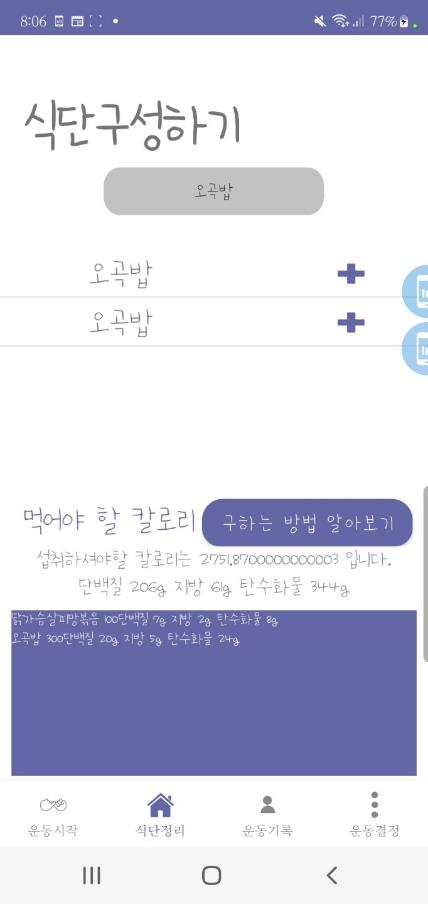 8:06 77%
식단구성하기
오곡밥
오곡밥
오곡밥
먹어야 할 칼로리 구하는 방법 알아보기
섭취하셔야할 칼로리는 2751.8700000000003 입니다.
단백질 206g 지방 61g 탄수화물 344g
닭가슴살피망볶음 100단백질 7g 지방 2g 탄수화물 8g
오곡밥 300단백질 20g 지방 5g 탄수화물 24g
운동시작 식단정리 운동기록 운동결정